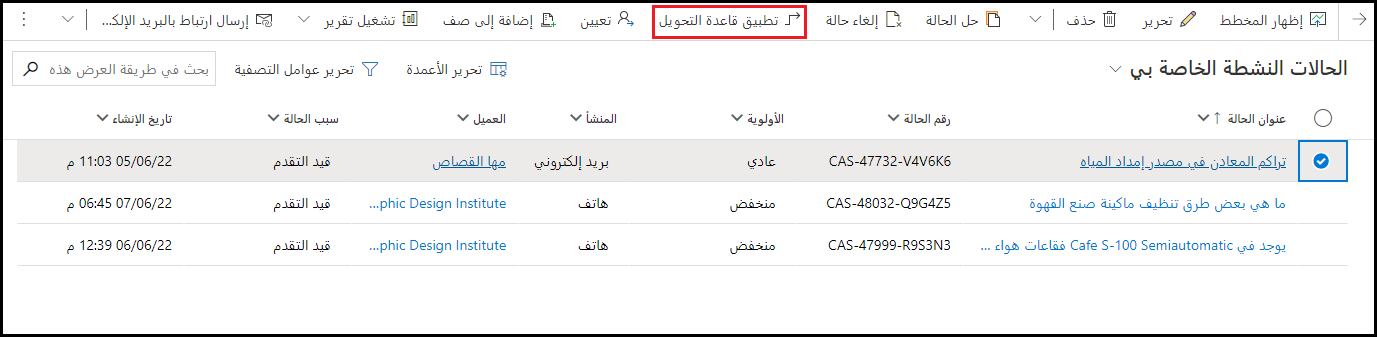 إظهار المخطط تحرير حذف حل الحالة إلغاء حالة تطبيق قاعدة التحويل تعيين إضافة إلى صف تشغيل تقرير إرسال ارتباط بالبريد الإلك...
الحالات النشطة الخاصة بي تحرير الأعمدة تحرير عوامل التصفية بحث في طريقة العرض هذه
عنوان الحالة رقم الحالة الأولوية المنشأ العميل سبب الحالة تاريخ الإنشاء
تراكم المعادن في مصدر إمداد المياه CAS-47732-V4V6K6 عادي بريد إلكتروني مها القصاص قيد التقدم 05/06/22 11:03 م
ما هي بعض طرق تنظيف ماكينة صنع القهوة CAS-48032-Q9G4Z5 منخفض هاتف ...phic Design Institute قيد التقدم 07/06/22 06:45 م
يوجد في Cafe S-100 Semiautomatic فقاعات هواء ... CAS-47999-R9S3N3 منخفض هاتف ...phic Design Institute قيد التقدم 06/06/22 12:39 م